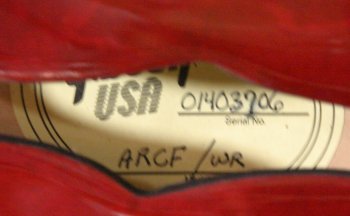 USA 01403706
Serial No.
ARCF/WR